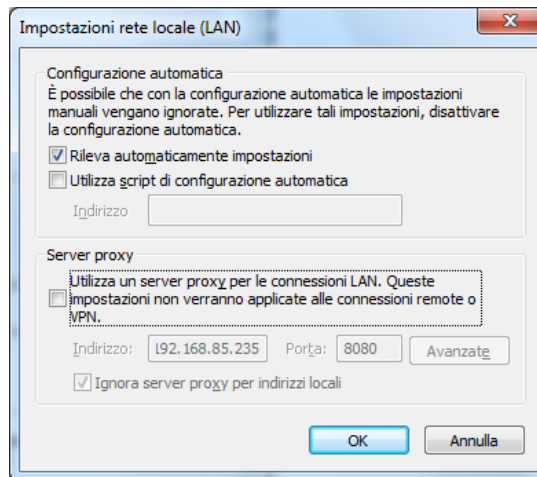 Impostazioni rete locale (LAN)
Configurazione automatica
È possibile che con la configurazione automatica le impostazioni
manuali vengano ignorate. Per utilizzare tali impostazioni, disattivare
la configurazione automatica.
Rileva automaticamente impostazioni
Utilizza script di configurazione automatica
Indirizzo
Server proxy
Utilizza un server proxy per le connessioni LAN. Queste
impostazioni non verranno applicate alle connessioni remote o
VPN.
Indirizzo: 192.168.85.235 Porta: 8080 Avanzate
Ignora server proxy per indirizzi locali
OK Annulla